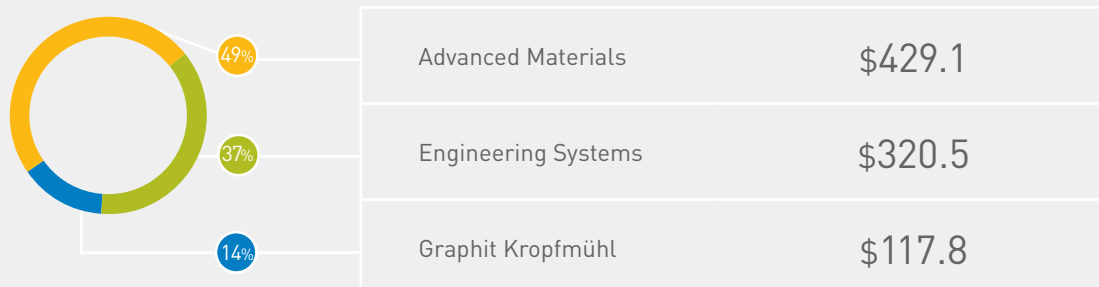 49% Advanced Materials $429.1
37% Engineering Systems $320.5
14% Graphit Kropfmühl $117.8